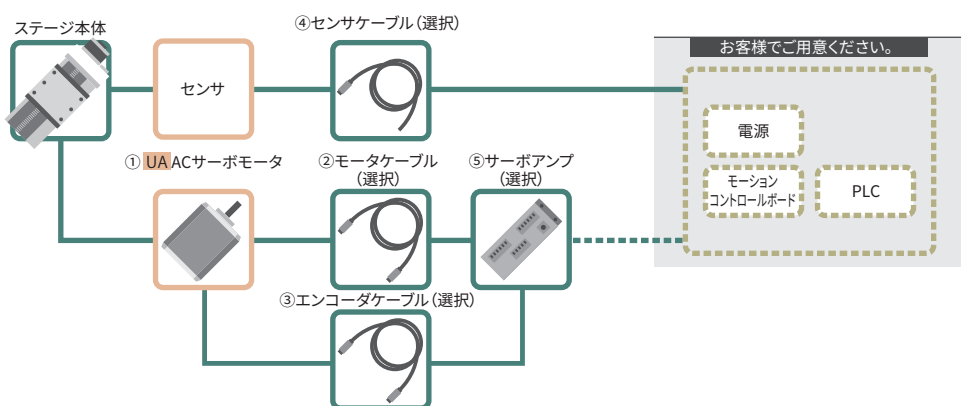 ステージ本体
④センサケーブル（選択）
お客様でご用意ください。
センサ
電源
① UA ACサーボモータ
②モータケーブル
（選択）
⑤サーボアンプ
（選択）
モーション
コントロールボード
PLC
③エンコーダケーブル（選択）